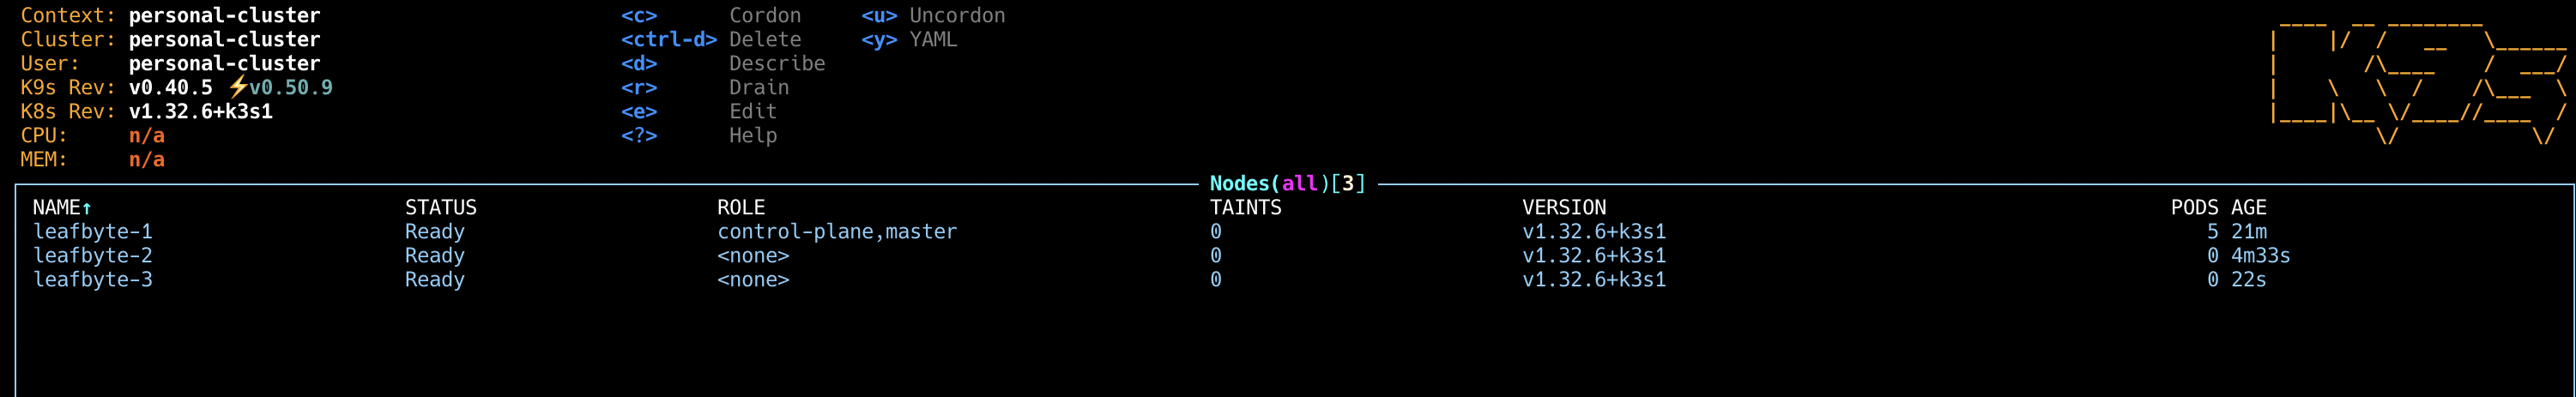 Context: personal-cluster <c> Cordon <u> Uncordon
Cluster: personal-cluster <ctrl-d> Delete <y> YAML
User: personal-cluster <d> Describe
K9s Rev: v0.40.5 ⚡v0.50.9 <r> Drain
K8s Rev: v1.32.6+k3s1 <e> Edit
CPU: n/a <?> Help
MEM: n/a
K9s
Nodes(all)[3]
NAME↑ STATUS ROLE TAINTS VERSION PODS AGE
leafbyte-1 Ready control-plane,master 0 v1.32.6+k3s1 5 21m
leafbyte-2 Ready <none> 0 v1.32.6+k3s1 0 4m33s
leafbyte-3 Ready <none> 0 v1.32.6+k3s1 0 22s